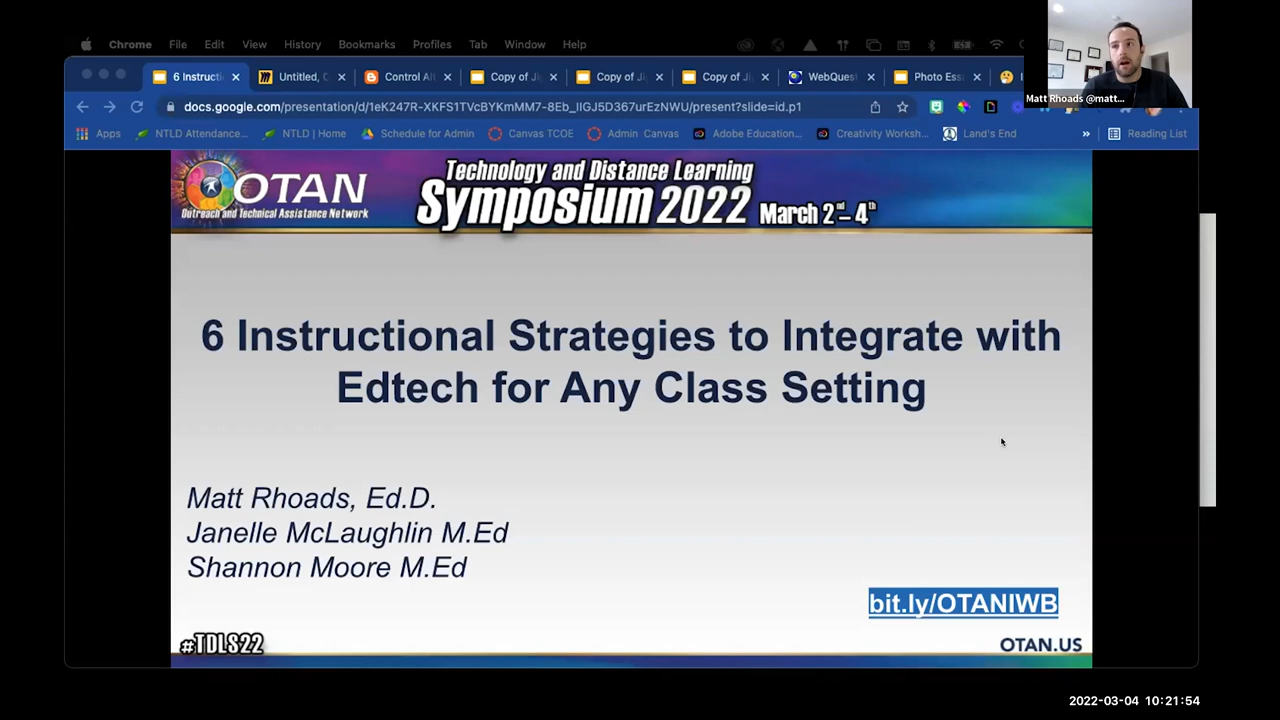 Chrome File Edit View History Bookmarks Profiles Tab Window Help
6 Instructi
Untitled,
Control Al
Copy of Ji
Copy of Ji
Copy of Ji
WebQues
Photo Ess
docs.google.com/presentation/d/1eK247R-XKFS1TVcBYKmMM7-8Eb_IIGJ5D367urEzNWU/present?slide=id.p1
Matt Rhoads @matt...
Apps NTLD Attendance... NTLD | Home Schedule for Admin Canvas TCOE Admin Canvas Adobe Education... Creativity Worksh... Land's End » Reading List
OTAN
Outreach and Technical Assistance Network
Technology and Distance Learning
Symposium 2022 March 2nd–4th
6 Instructional Strategies to Integrate with
Edtech for Any Class Setting
Matt Rhoads, Ed.D.
Janelle McLaughlin M.Ed
Shannon Moore M.Ed
bit.ly/OTANIWB
#TDLS22
OTAN.US
2022-03-04 10:21:54